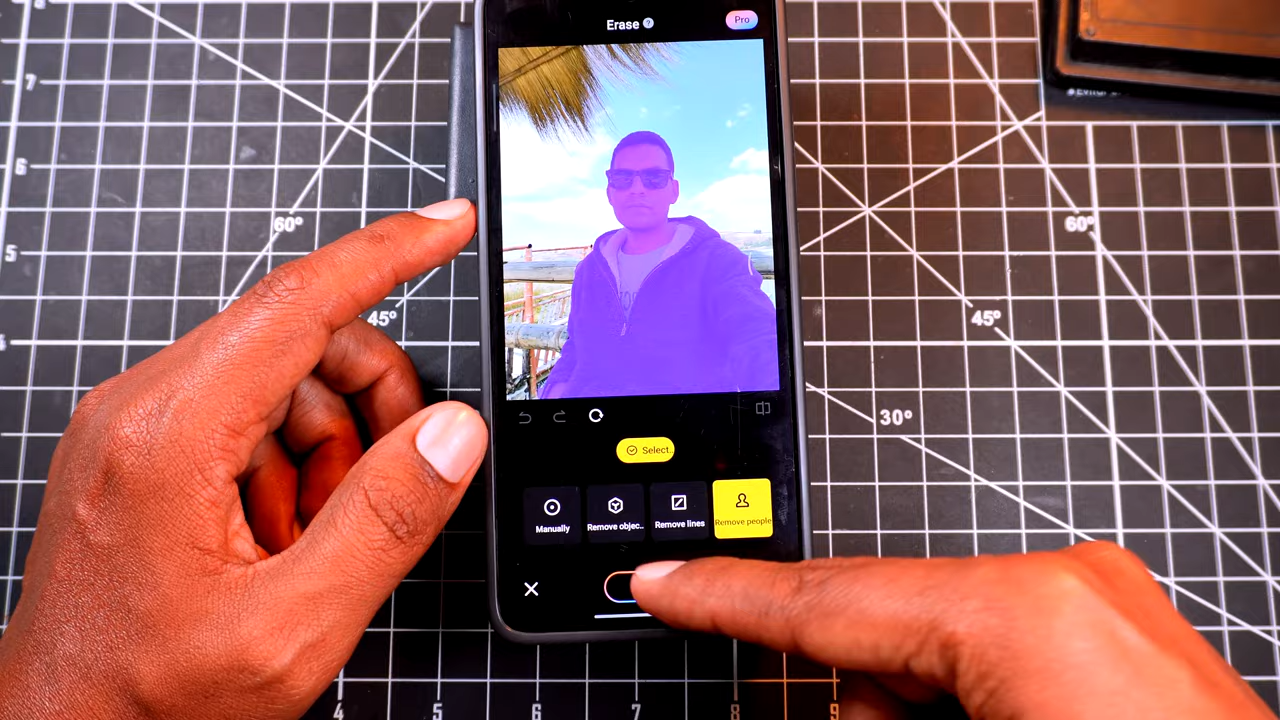 Erase ?
Pro
Select..
Manually
Remove objec..
Remove lines
Remove people
7
6
5
60°
45°
60°
45°
30°
4
5
6
7
8
9